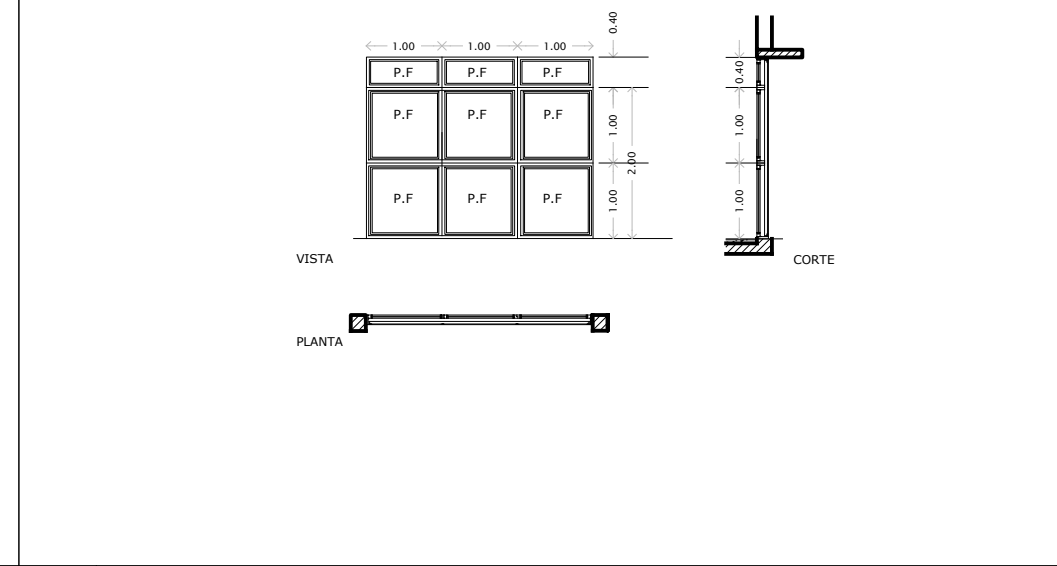 0.40
1.00 1.00 1.00
P.F P.F P.F
0.40
P.F P.F P.F
1.00
1.00
2.00
P.F P.F P.F
1.00
1.00
VISTA
CORTE
PLANTA